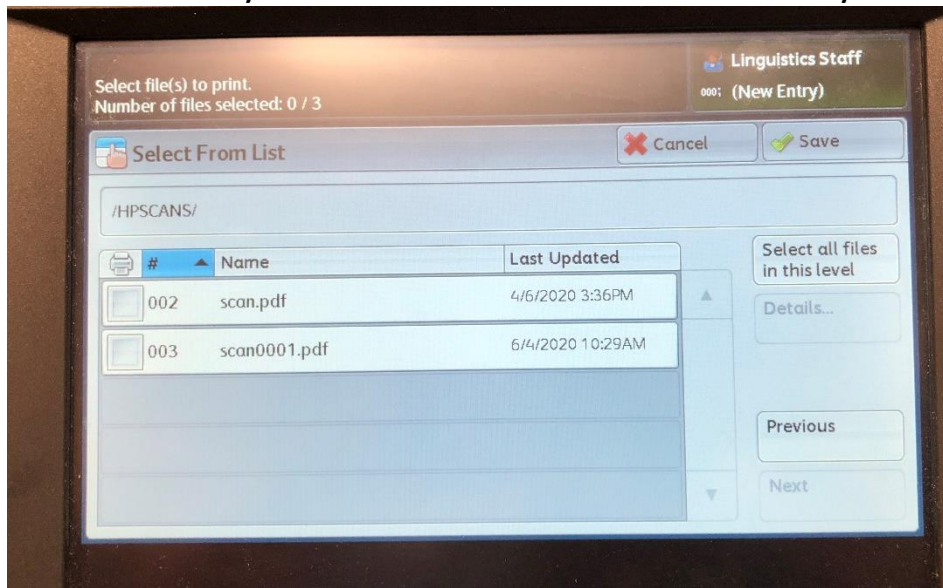 Linguistics Staff
Select file(s) to print.
000; (New Entry)
Number of files selected: 0 / 3
Select From List
Cancel
Save
/HPSCANS/
# Name Last Updated
Select all files
in this level
002 scan.pdf 4/6/2020 3:36PM
Details...
003 scan0001.pdf 6/4/2020 10:29AM
Previous
Next